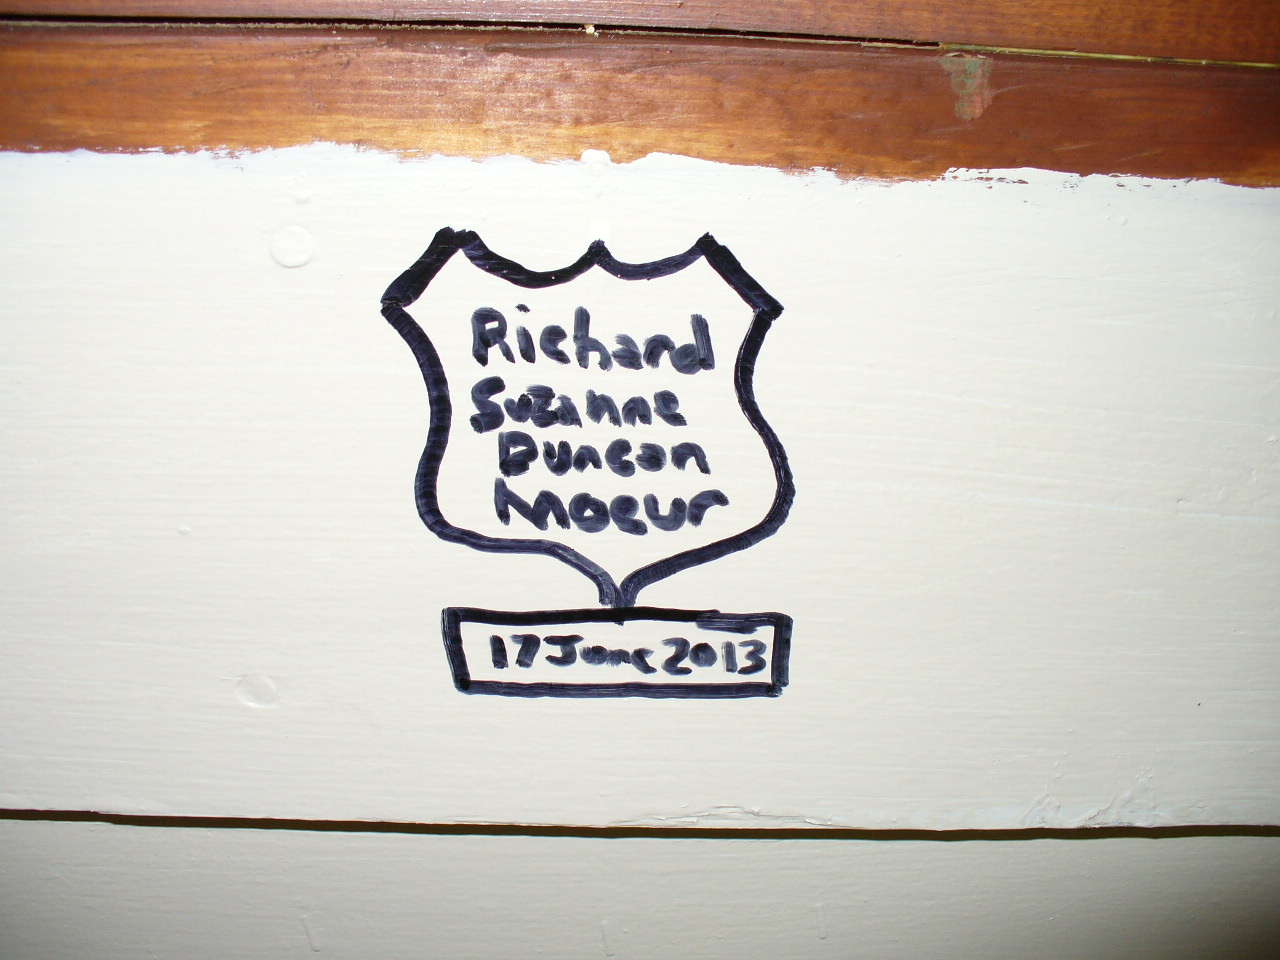 Richard
Suzanne
Duncan
Moeur
17 June 2013